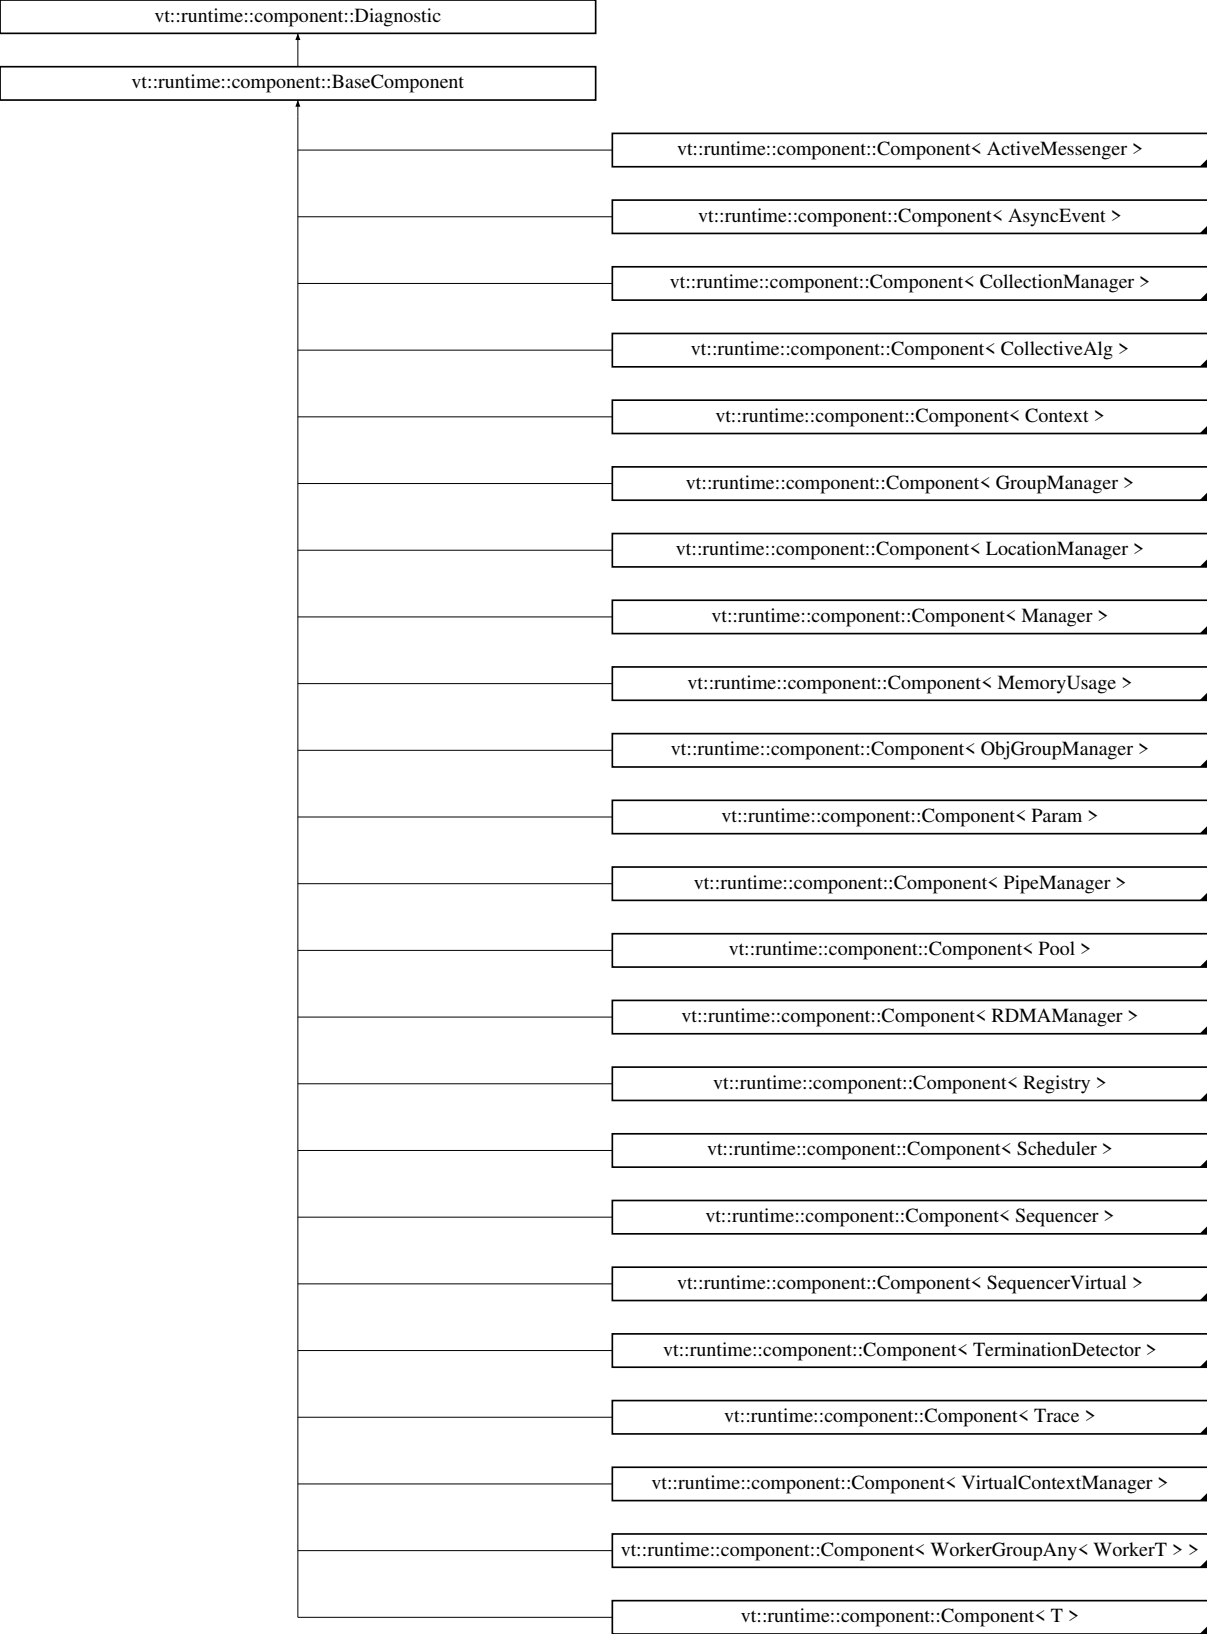 vt::runtime::component::Diagnostic
vt::runtime::component::BaseComponent
vt::runtime::component::Component< ActiveMessenger >
vt::runtime::component::Component< AsyncEvent >
vt::runtime::component::Component< CollectionManager >
vt::runtime::component::Component< CollectiveAlg >
vt::runtime::component::Component< Context >
vt::runtime::component::Component< GroupManager >
vt::runtime::component::Component< LocationManager >
vt::runtime::component::Component< Manager >
vt::runtime::component::Component< MemoryUsage >
vt::runtime::component::Component< ObjGroupManager >
vt::runtime::component::Component< Param >
vt::runtime::component::Component< PipeManager >
vt::runtime::component::Component< Pool >
vt::runtime::component::Component< RDMAManager >
vt::runtime::component::Component< Registry >
vt::runtime::component::Component< Scheduler >
vt::runtime::component::Component< Sequencer >
vt::runtime::component::Component< SequencerVirtual >
vt::runtime::component::Component< TerminationDetector >
vt::runtime::component::Component< Trace >
vt::runtime::component::Component< VirtualContextManager >
vt::runtime::component::Component< WorkerGroupAny< WorkerT > >
vt::runtime::component::Component< T >